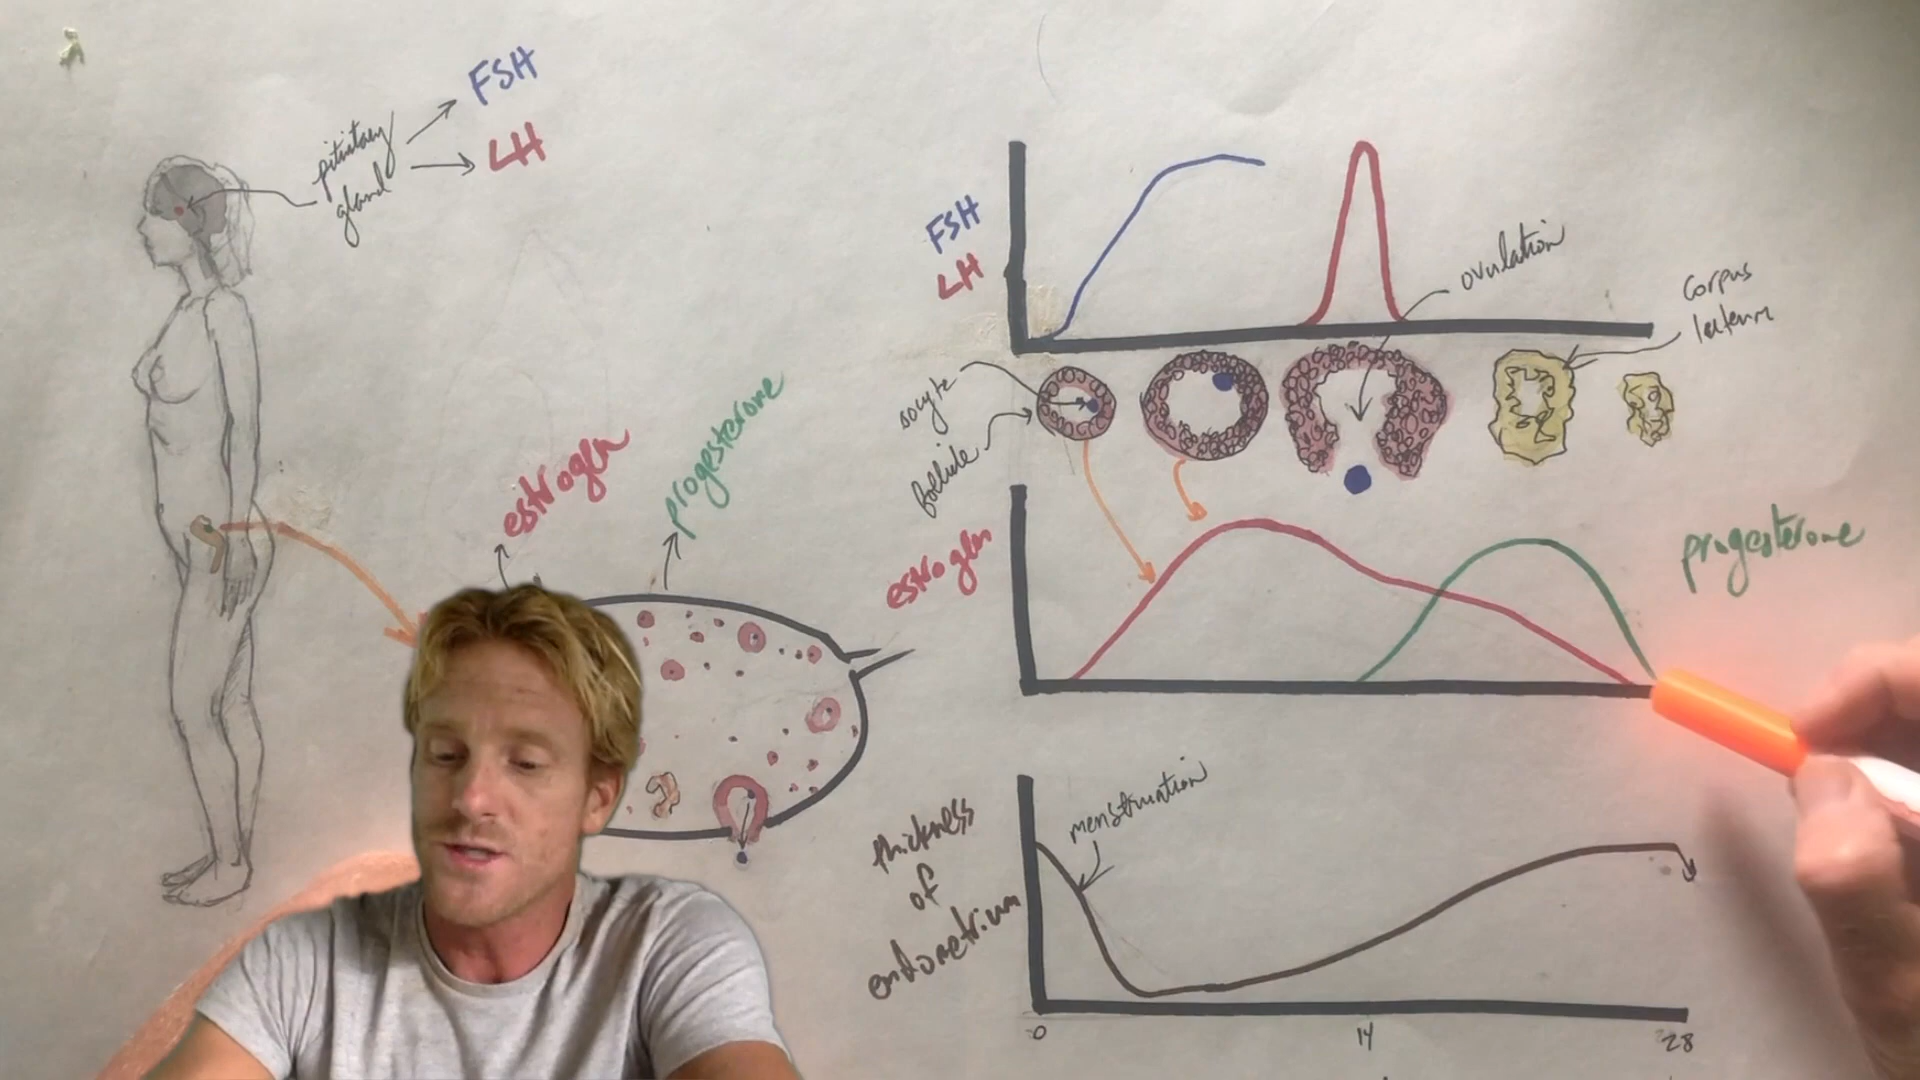 FSH
LH
pituitary
gland
estrogen
progesterone
FSH
LH
ovulation
corpus
luteum
oocyte
follicle
estrogen
progesterone
menstruation
thickness
of
endometrium
0
14
28